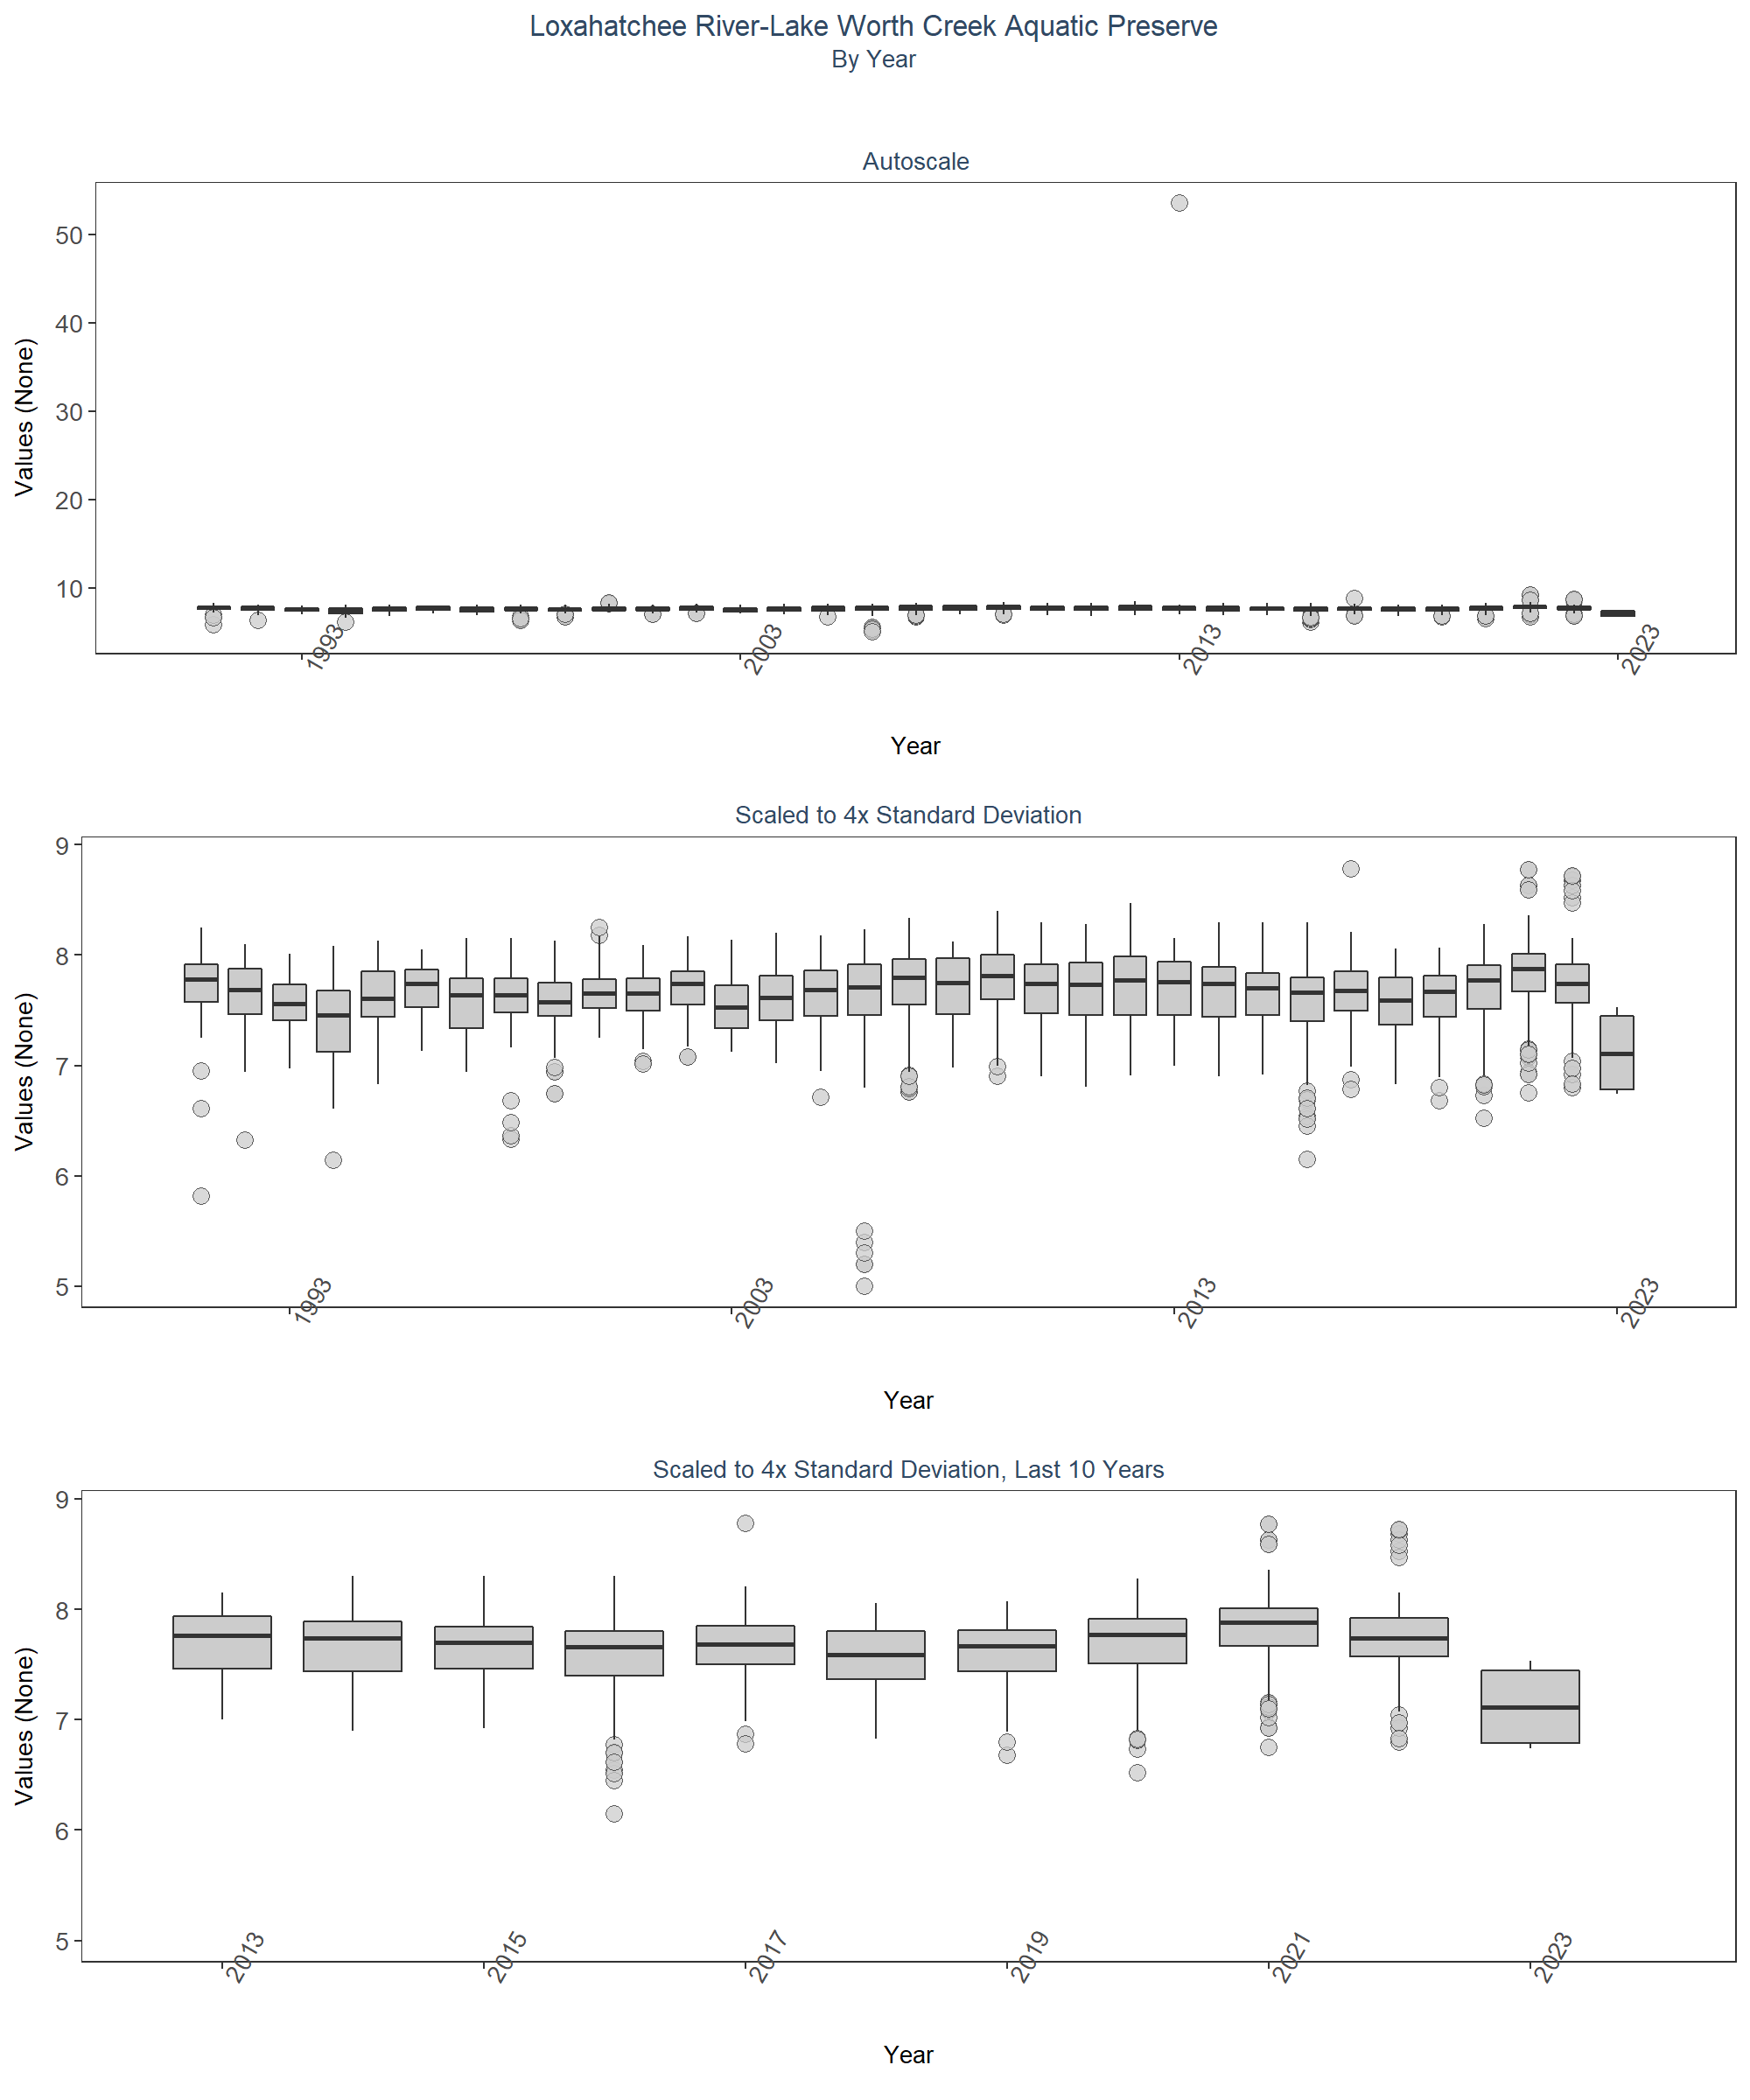 Loxahatchee River-Lake Worth Creek Aquatic Preserve
By Year
Autoscale
Values (None)
50
40
30
20
10
1993
2003
2013
2023
Year
Scaled to 4x Standard Deviation
Values (None)
9
8
7
6
5
1993
2003
2013
2023
Year
Scaled to 4x Standard Deviation, Last 10 Years
Values (None)
9
8
7
6
5
2013
2015
2017
2019
2021
2023
Year